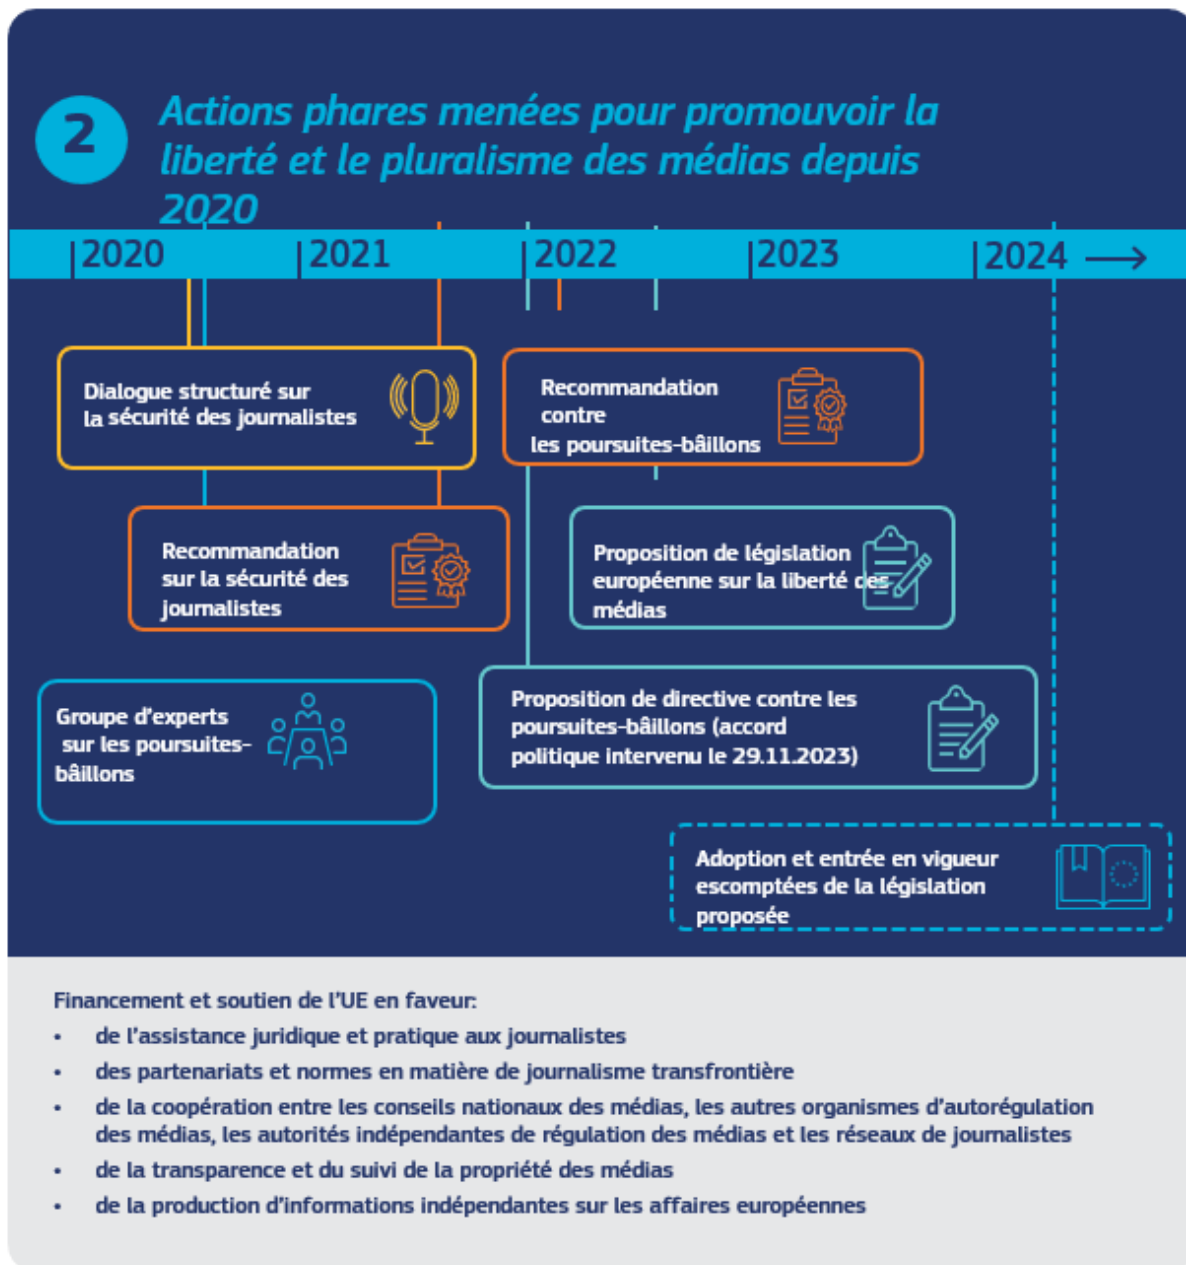 2
Actions phares menées pour promouvoir la
liberté et le pluralisme des médias depuis
2020
2020
2021
2022
2023
2024
Dialogue structuré sur
la sécurité des journalistes
Recommandation
contre
les poursuites-bâillons
Recommandation
sur la sécurité des
journalistes
Proposition de législation
européenne sur la liberté des
médias
Groupe d'experts
sur les poursuites-
bâillons
Proposition de directive contre les
poursuites-bâillons (accord
politique intervenu le 29.11.2023)
Adoption et entrée en vigueur
escomptées de la législation
proposée
Financement et soutien de l'UE en faveur:
• de l'assistance juridique et pratique aux journalistes
• des partenariats et normes en matière de journalisme transfrontière
• de la coopération entre les conseils nationaux des médias, les autres organismes d'autorégulation
des médias, les autorités indépendantes de régulation des médias et les réseaux de journalistes
• de la transparence et du suivi de la propriété des médias
• de la production d'informations indépendantes sur les affaires européennes